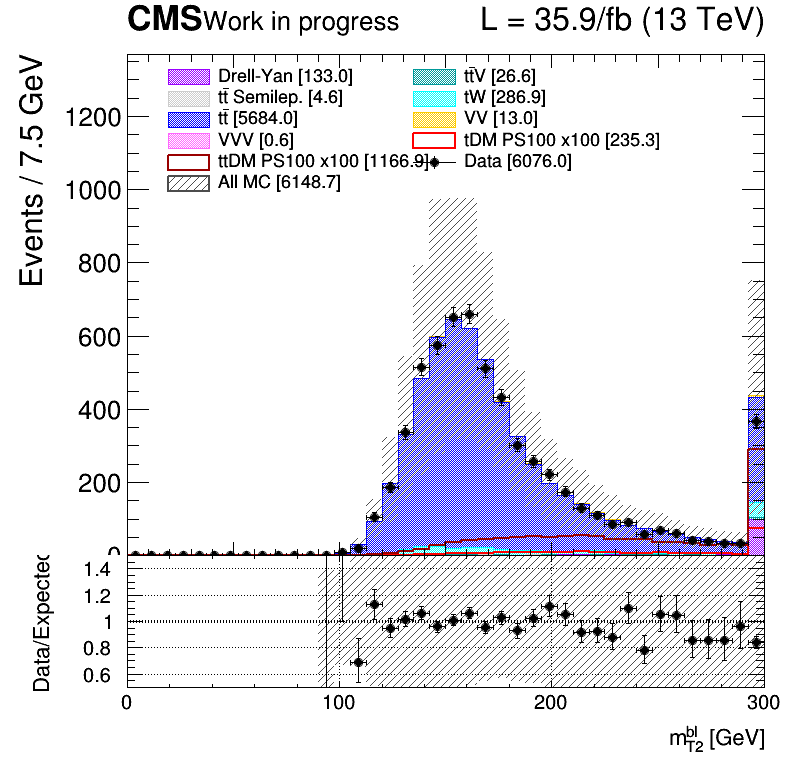 CMS Work in progress L = 35.9/fb (13 TeV)
Drell-Yan [133.0] tt̄V [26.6]
tt̄ Semilep. [4.6] tW [286.9]
tt̄ [5684.0] VV [13.0]
VVV [0.6] tDM PS100 x100 [235.3]
ttDM PS100 x100 [1166.9] Data [6076.0]
All MC [6148.7]
Events / 7.5 GeV
1200
1000
800
600
400
200
0
Data/Expected
1.4
1.2
1
0.8
0.6
0 100 200 300
m_{T2}^{bl} [GeV]